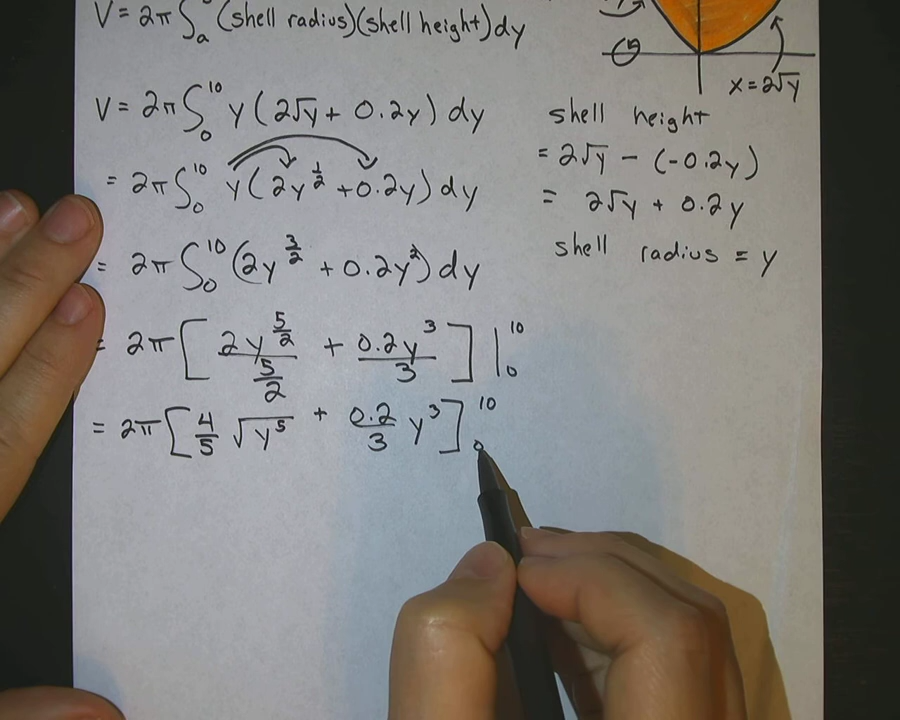 V = 2π ∫ₐ (shell radius)(shell height) dy
x = 2√y
V = 2π ∫₀¹⁰ y(2√y + 0.2y) dy
= 2π ∫₀¹⁰ y(2y^½ + 0.2y) dy
= 2π ∫₀¹⁰ (2y^(3/2) + 0.2y²) dy
= 2π [ 2y^(5/2) / (5/2) + 0.2y³ / 3 ] |₀¹⁰
= 2π [ 4/5 √y⁵ + 0.2/3 y³ ]₀¹⁰
shell height
= 2√y - (-0.2y)
= 2√y + 0.2y
shell radius = y